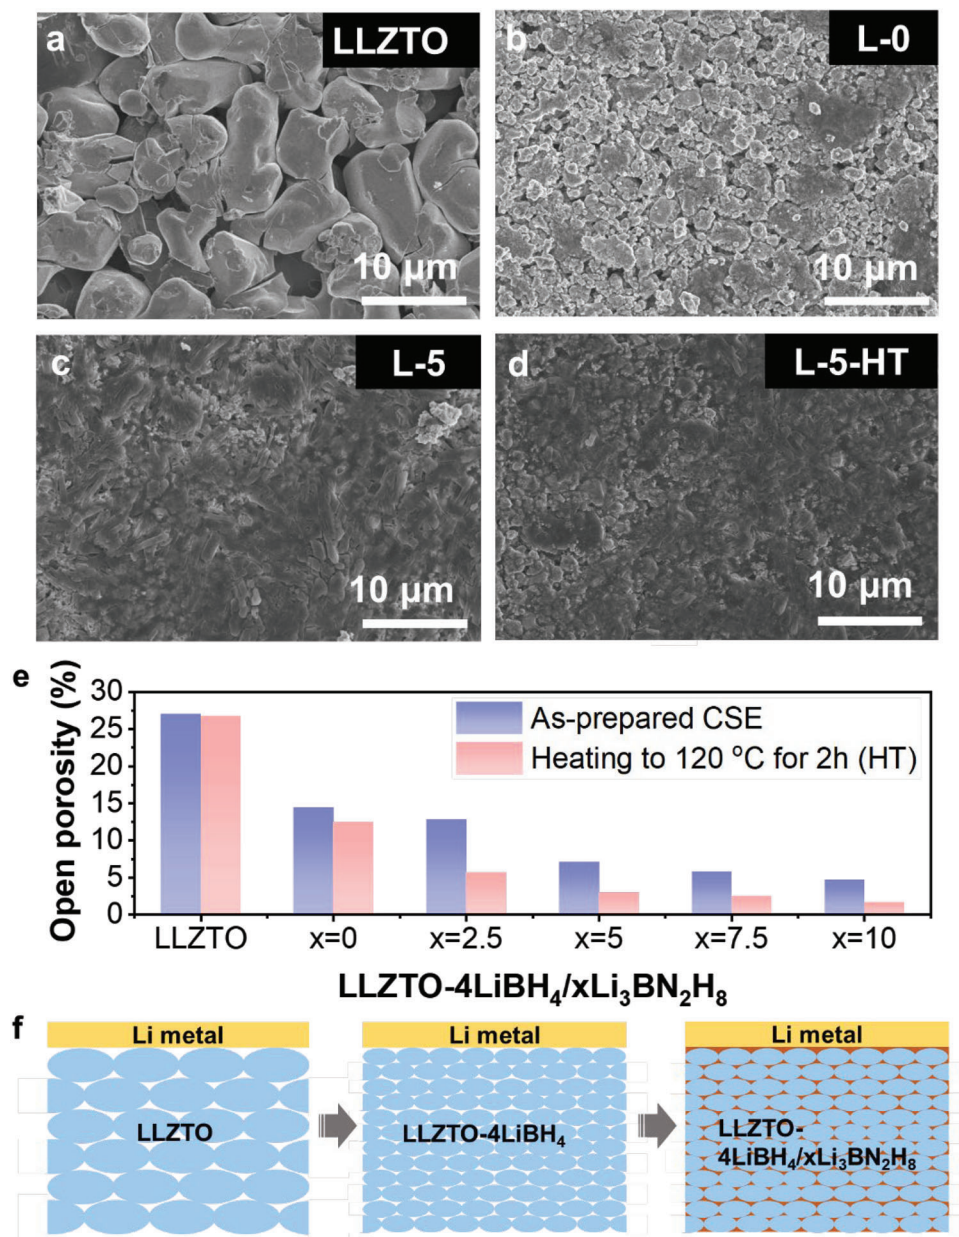 a LLZTO
10 µm
b L-0
10 µm
c L-5
10 µm
d L-5-HT
10 µm
e
Open porosity (%)
30
25
20
15
10
5
0
As-prepared CSE
Heating to 120 ºC for 2h (HT)
LLZTO x=0 x=2.5 x=5 x=7.5 x=10
LLZTO-4LiBH₄/xLi₃BN₂H₈
f
Li metal
LLZTO
Li metal
LLZTO-4LiBH₄
Li metal
LLZTO-
4LiBH₄/xLi₃BN₂H₈